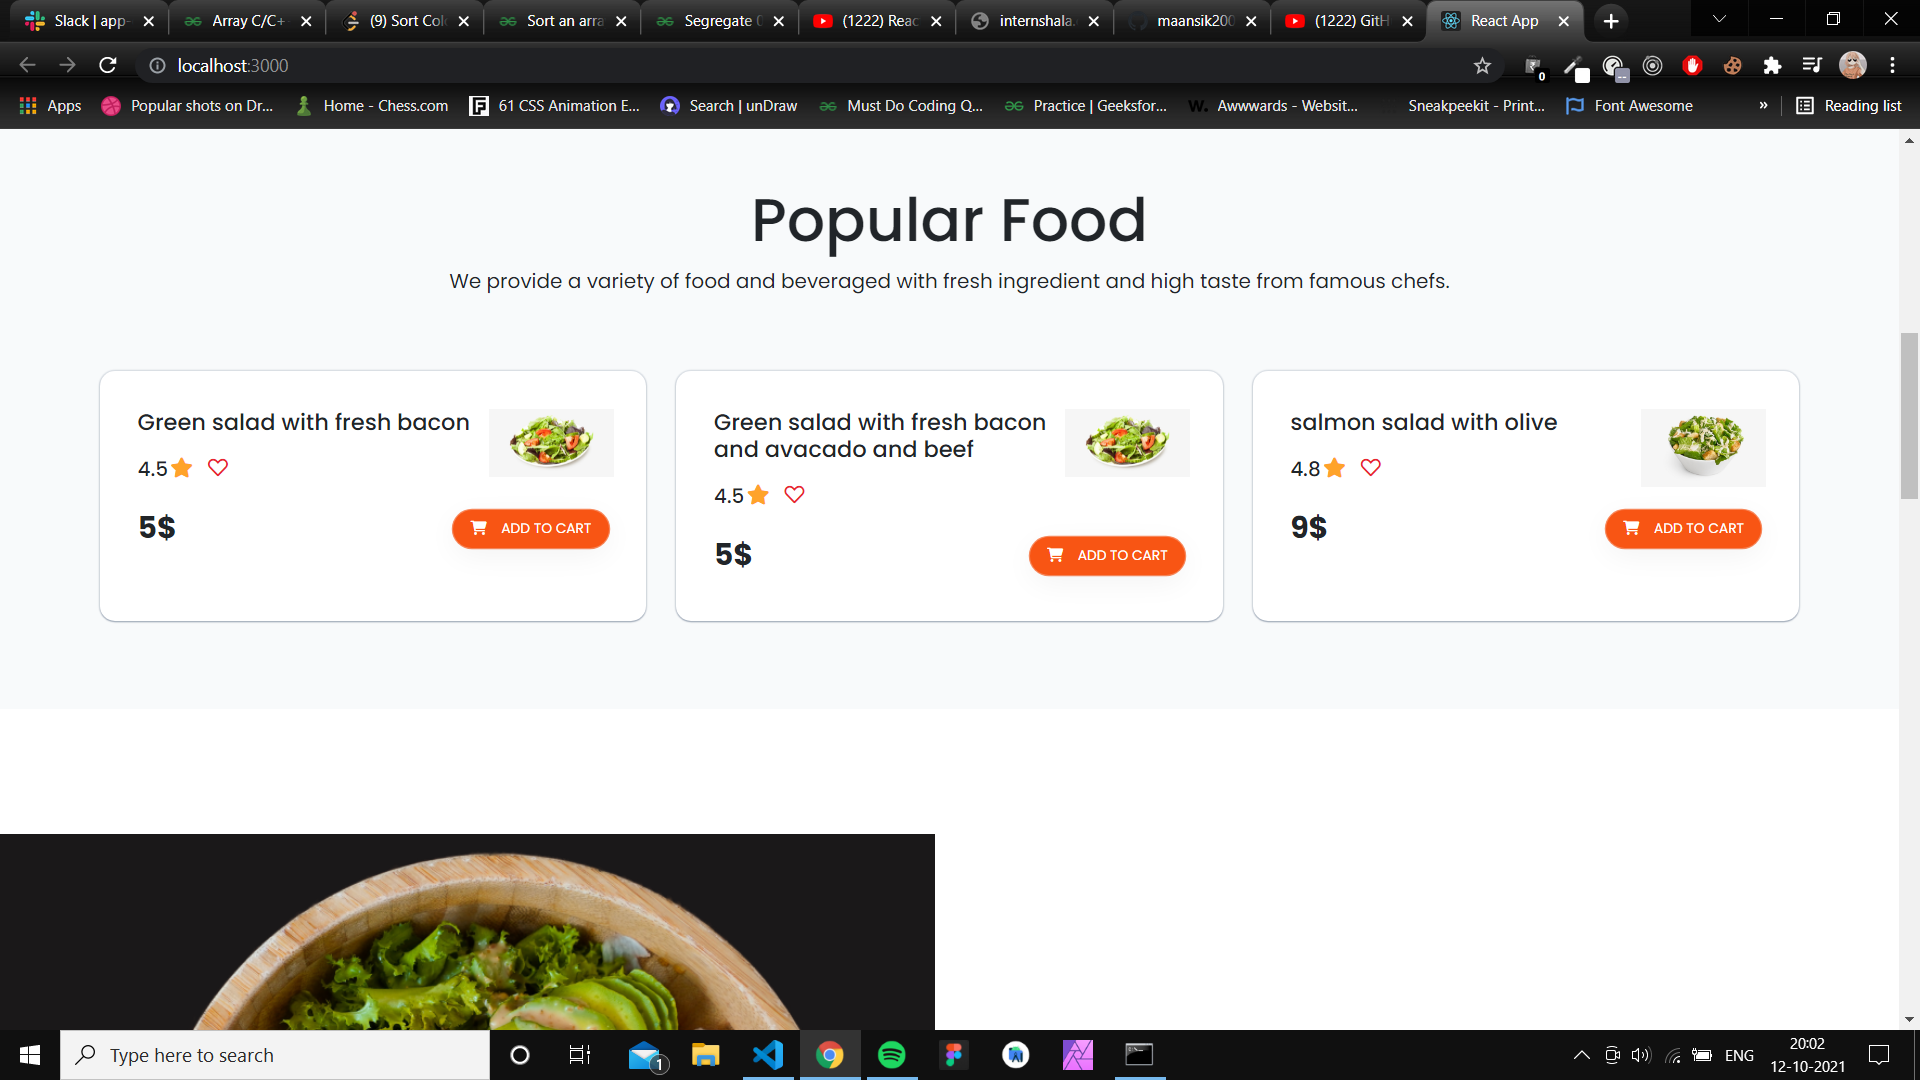 Slack | app-
Array C/C+
(9) Sort Col
Sort an arra
Segregate 0
(1222) Reac
internshala.
maansik200
(1222) GitH
React App
localhost:3000
0
Apps
Popular shots on Dr...
Home - Chess.com
61 CSS Animation E...
Search | unDraw
Must Do Coding Q...
Practice | Geeksfor...
W.
Awwwards - Websit...
Sneakpeekit - Print...
Font Awesome
»
Reading list
Popular Food
We provide a variety of food and beveraged with fresh ingredient and high taste from famous chefs.
Green salad with fresh bacon
4.5
5$
ADD TO CART
Green salad with fresh bacon
and avacado and beef
4.5
5$
ADD TO CART
salmon salad with olive
4.8
9$
ADD TO CART
Type here to search
1
ENG
20:02
12-10-2021